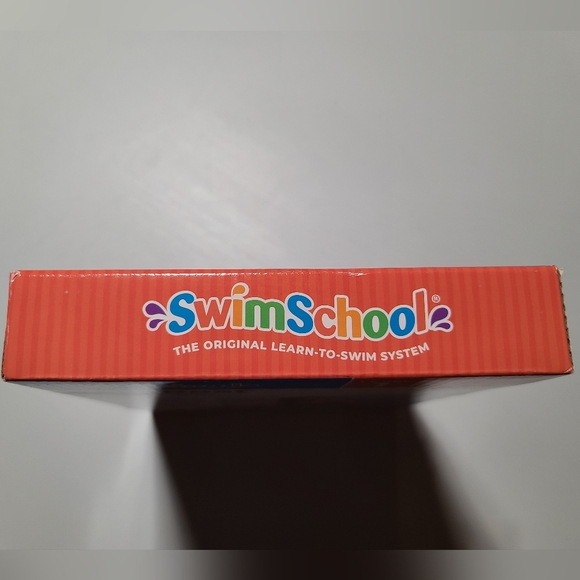 SwimSchool®
THE ORIGINAL LEARN-TO-SWIM SYSTEM